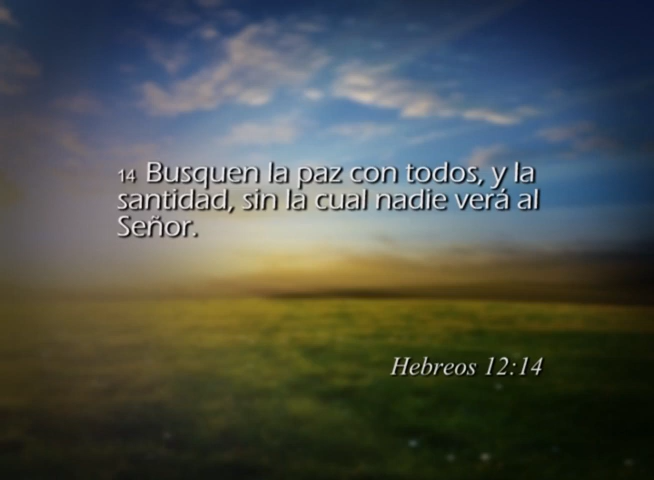 14 Busquen la paz con todos, y la
santidad, sin la cual nadie verá al
Señor.
Hebreos 12:14